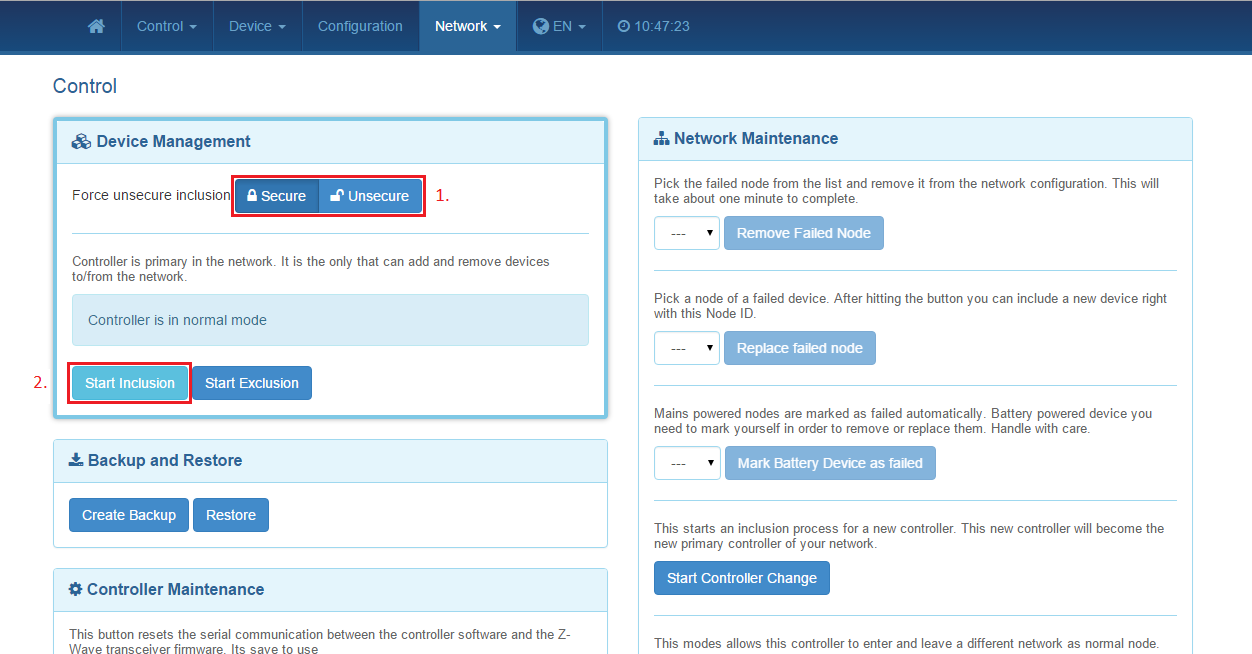 Control Device Configuration Network EN 10:47:23
Control
Device Management
Force unsecure inclusion Secure Unsecure 1.
Controller is primary in the network. It is the only that can add and remove devices
to/from the network.
Controller is in normal mode
2. Start Inclusion Start Exclusion
Backup and Restore
Create Backup Restore
Controller Maintenance
This button resets the serial communication between the controller software and the Z-
Wave transceiver firmware. Its save to use
Network Maintenance
Pick the failed node from the list and remove it from the network configuration. This will
take about one minute to complete.
--- Remove Failed Node
Pick a node of a failed device. After hitting the button you can include a new device right
with this Node ID.
--- Replace failed node
Mains powered nodes are marked as failed automatically. Battery powered device you
need to mark yourself in order to remove or replace them. Handle with care.
--- Mark Battery Device as failed
This starts an inclusion process for a new controller. This new controller will become the
new primary controller of your network.
Start Controller Change
This modes allows this controller to enter and leave a different network as normal node.